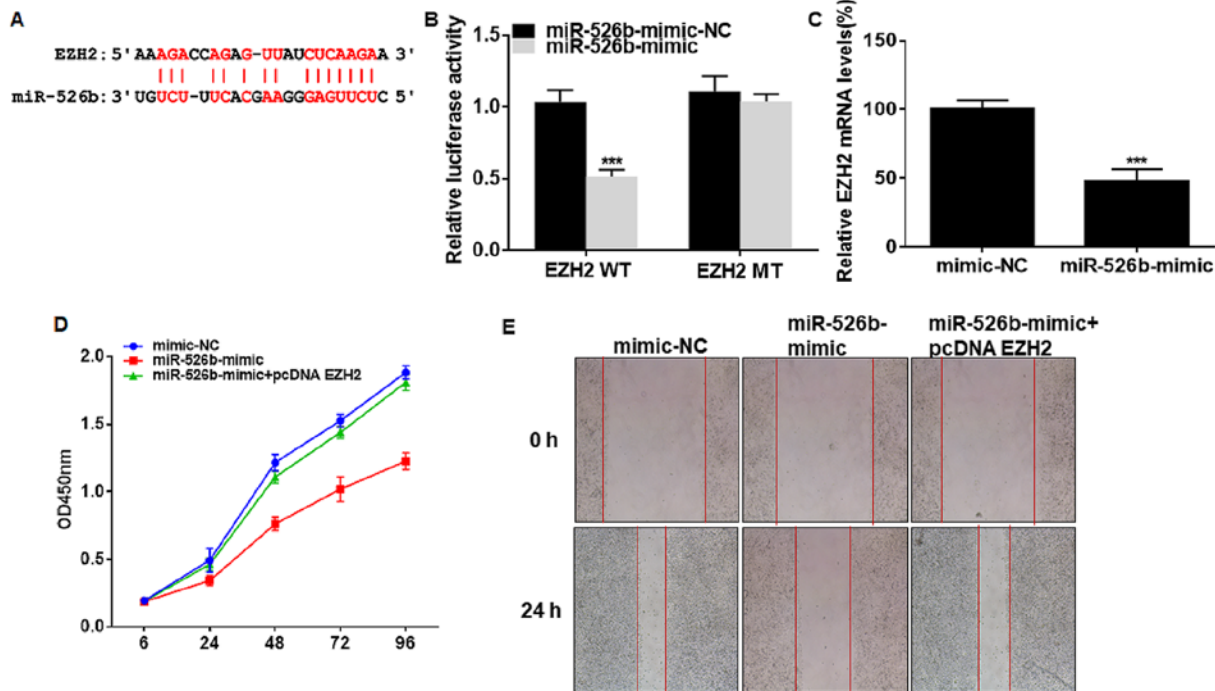 A
EZH2: 5' AAAGACCAGAG-UUAUCUCAAGAA 3'
miR-526b: 3'UGUCU-UUCACGAAGGGAGUUCUC 5'
B
miR-526b-mimic-NC
miR-526b-mimic
Relative luciferase activity
1.5
1.0
0.5
0.0
***
EZH2 WT
EZH2 MT
C
Relative EZH2 mRNA levels(%)
150
100
50
0
***
mimic-NC
miR-526b-mimic
D
mimic-NC
miR-526b-mimic
miR-526b-mimic+pcDNA EZH2
OD450nm
2.0
1.5
1.0
0.5
0.0
6 24 48 72 96
E
mimic-NC
miR-526b-
mimic
miR-526b-mimic+
pcDNA EZH2
0 h
24 h